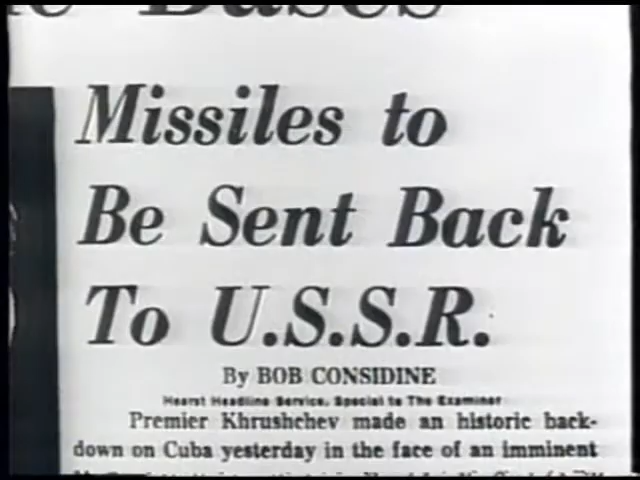 Bases
Missiles to
Be Sent Back
To U.S.S.R.
By BOB CONSIDINE
Hearst Headline Service, Special to The Examiner
Premier Khrushchev made an historic back-
down on Cuba yesterday in the face of an imminent